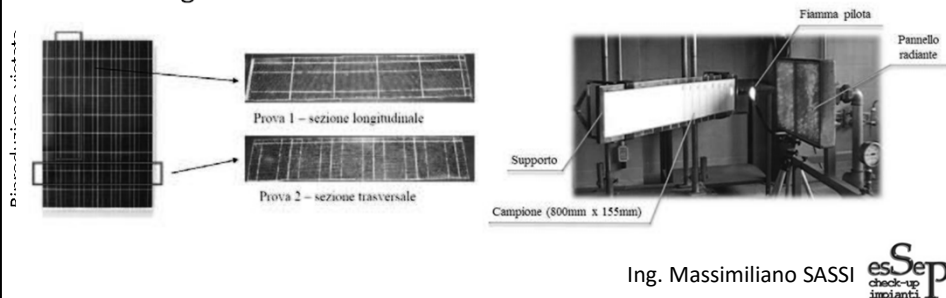 Prova 1 – sezione longitudinale
Prova 2 – sezione trasversale
Fiamma pilota
Pannello
radiante
Supporto
Campione (800mm x 155mm)
Ing. Massimiliano SASSI
esSeP
check-up
impianti